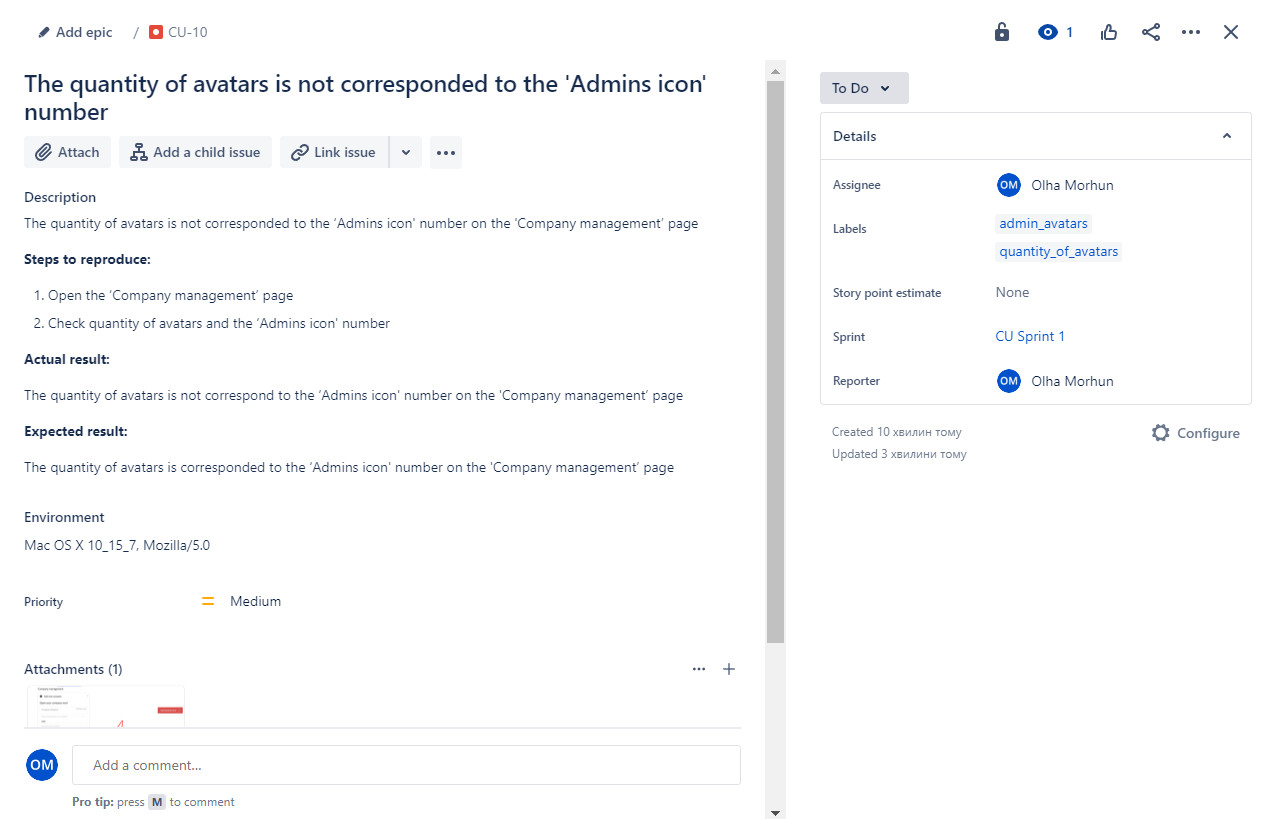 Add epic / CU-10
1
The quantity of avatars is not corresponded to the 'Admins icon'
number
Attach
Add a child issue
Link issue
Description
The quantity of avatars is not corresponded to the ‘Admins icon' number on the 'Company management’ page
Steps to reproduce:
1. Open the ‘Company management’ page
2. Check quantity of avatars and the ‘Admins icon' number
Actual result:
The quantity of avatars is not correspond to the ‘Admins icon' number on the 'Company management’ page
Expected result:
The quantity of avatars is corresponded to the ‘Admins icon' number on the 'Company management’ page
Environment
Mac OS X 10_15_7, Mozilla/5.0
Priority
Medium
Attachments (1)
OM
Add a comment...
Pro tip: press M to comment
To Do
Details
Assignee
OM Olha Morhun
Labels
admin_avatars
quantity_of_avatars
Story point estimate
None
Sprint
CU Sprint 1
Reporter
OM Olha Morhun
Created 10 хвилин тому
Updated 3 хвилини тому
Configure